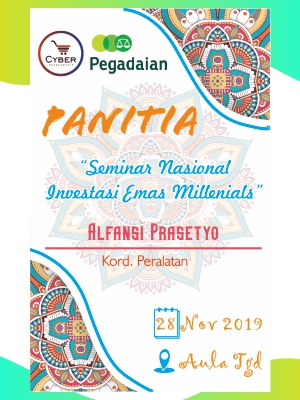 CYBER
Pegadaian
PANITIA
“Seminar Nasional
Investasi Emas Millenials”
ALFANSI PRASETYO
Kord. Peralatan
28 Nov 2019
Aula Tgd